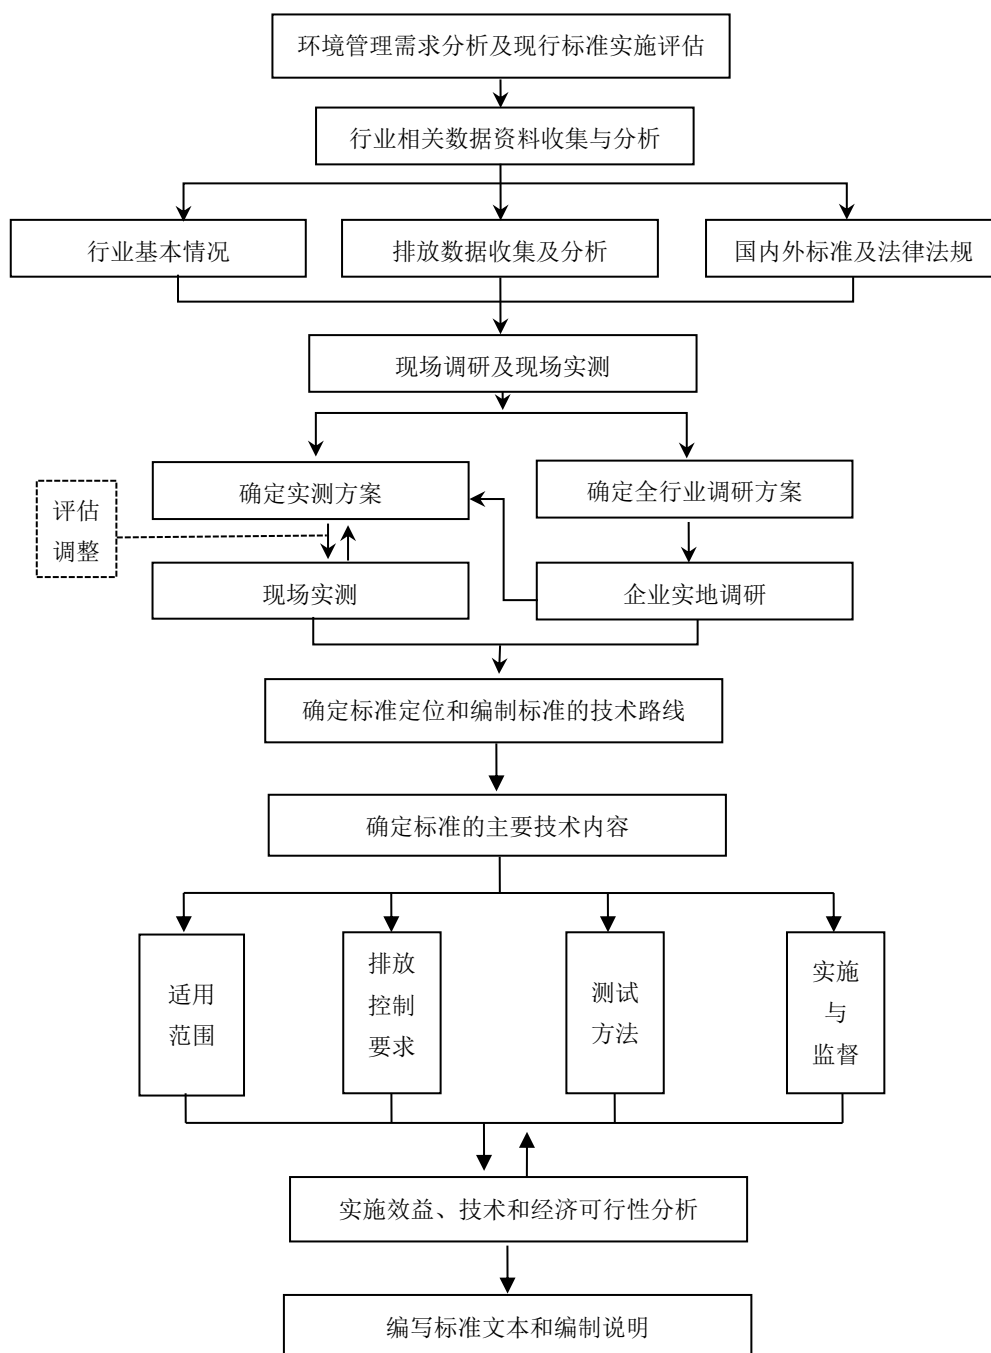 环境管理需求分析及现行标准实施评估
行业相关数据资料收集与分析
行业基本情况
排放数据收集及分析
国内外标准及法律法规
现场调研及现场实测
确定实测方案
确定全行业调研方案
评估
调整
现场实测
企业实地调研
确定标准定位和编制标准的技术路线
确定标准的主要技术内容
适用
范围
排放
控制
要求
测试
方法
实施
与
监督
实施效益、技术和经济可行性分析
编写标准文本和编制说明